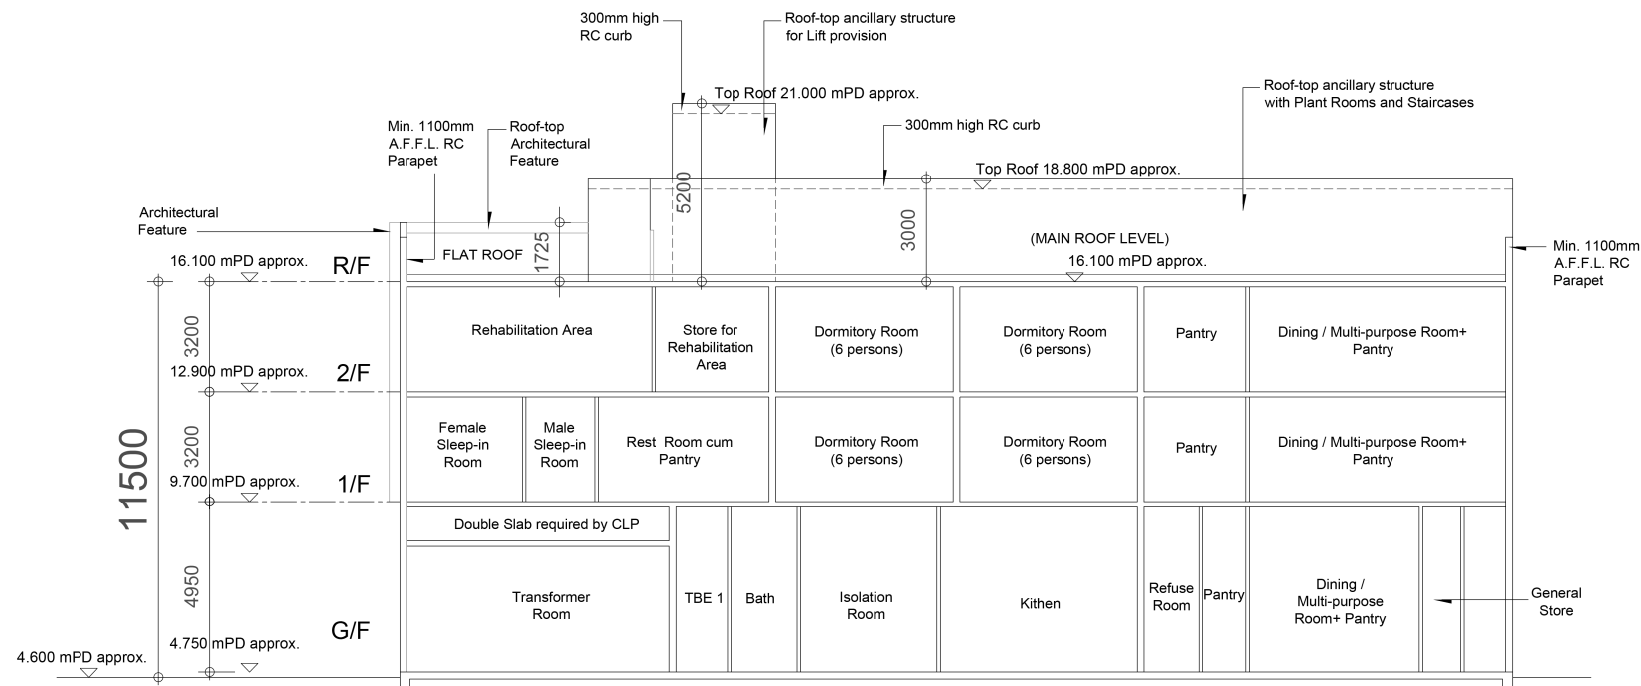 300mm high
RC curb
Roof-top ancillary structure
for Lift provision
Top Roof 21.000 mPD approx.
Roof-top ancillary structure
with Plant Rooms and Staircases
Min. 1100mm
A.F.F.L. RC
Parapet
Roof-top
Architectural
Feature
300mm high RC curb
Top Roof 18.800 mPD approx.
5200
3000
1725
Architectural
Feature
FLAT ROOF
(MAIN ROOF LEVEL)
16.100 mPD approx.
Min. 1100mm
A.F.F.L. RC
Parapet
16.100 mPD approx.
R/F
3200
Rehabilitation Area
Store for
Rehabilitation
Area
Dormitory Room
(6 persons)
Dormitory Room
(6 persons)
Pantry
Dining / Multi-purpose Room+
Pantry
12.900 mPD approx.
2/F
3200
11500
Female
Sleep-in
Room
Male
Sleep-in
Room
Rest Room cum
Pantry
Dormitory Room
(6 persons)
Dormitory Room
(6 persons)
Pantry
Dining / Multi-purpose Room+
Pantry
9.700 mPD approx.
1/F
4950
Double Slab required by CLP
Transformer
Room
TBE 1
Bath
Isolation
Room
Kithen
Refuse
Room
Pantry
Dining /
Multi-purpose
Room+ Pantry
General
Store
G/F
4.750 mPD approx.
4.600 mPD approx.